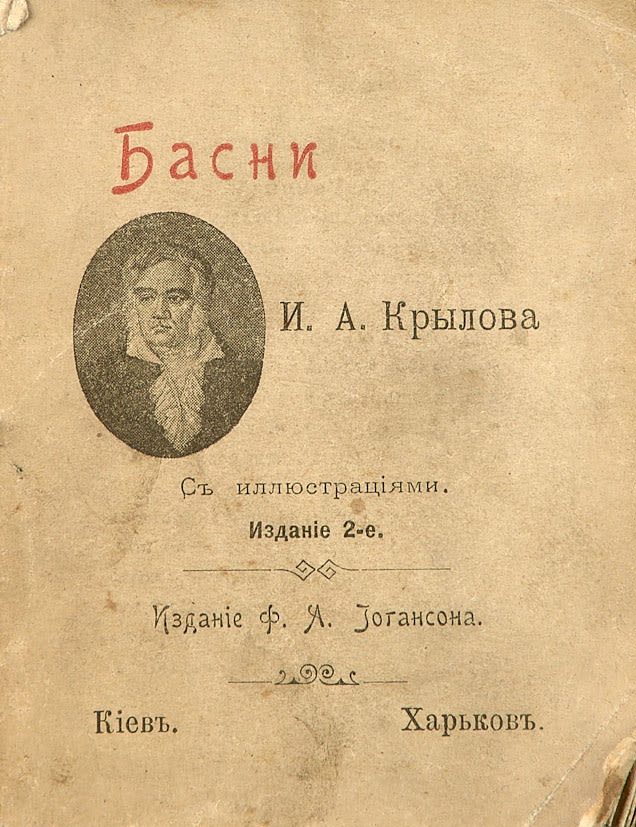 Басни
И. А. Крылова
Съ иллюстраціями.
Изданіе 2-е.
Изданіе Ф. А. Іогансона.
Кіевъ. Харьковъ.